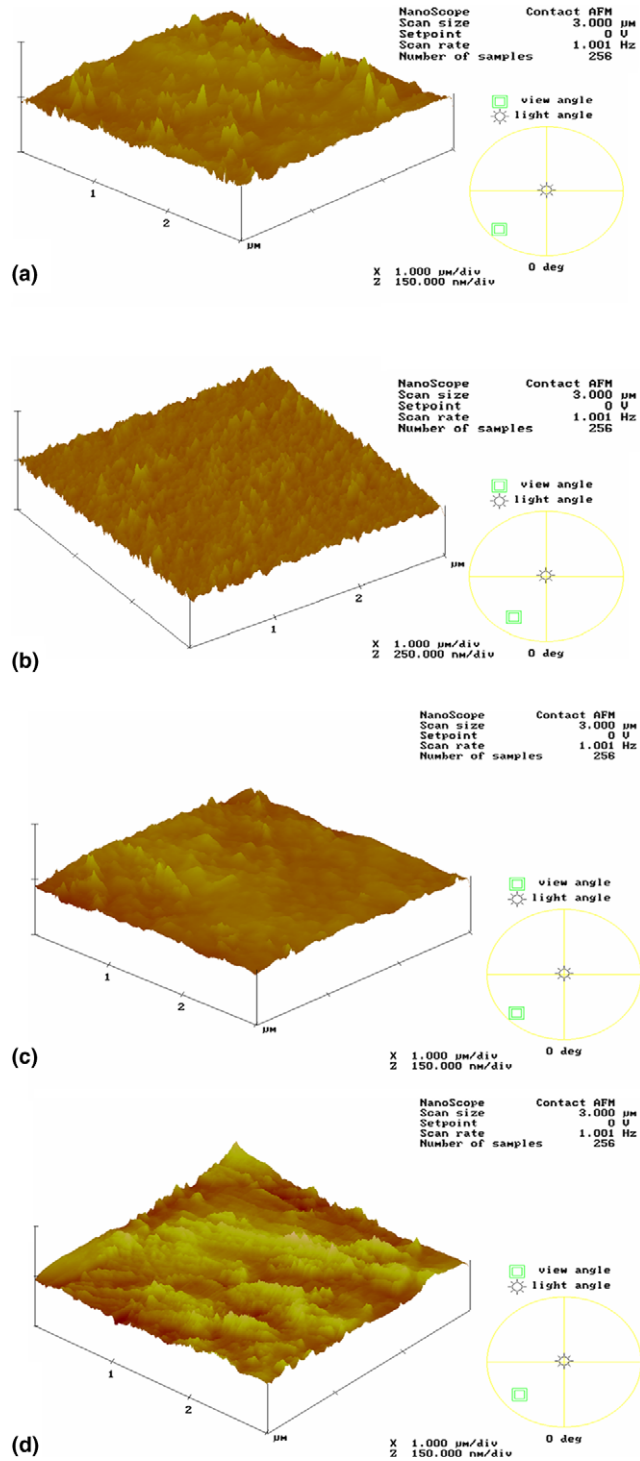 NanoScope Contact AFM
Scan size 3.000 µm
Setpoint 0 V
Scan rate 1.001 Hz
Number of samples 256
view angle
light angle
1
2
µm
0 deg
X 1.000 µm/div
Z 150.000 nm/div
(a)
NanoScope Contact AFM
Scan size 3.000 µm
Setpoint 0 V
Scan rate 1.001 Hz
Number of samples 256
view angle
light angle
µm
2
1
0 deg
X 1.000 µm/div
Z 250.000 nm/div
(b)
NanoScope Contact AFM
Scan size 3.000 µm
Setpoint 0 V
Scan rate 1.001 Hz
Number of samples 256
view angle
light angle
1
2
µm
0 deg
X 1.000 µm/div
Z 150.000 nm/div
(c)
NanoScope Contact AFM
Scan size 3.000 µm
Setpoint 0 V
Scan rate 1.001 Hz
Number of samples 256
view angle
light angle
1
2
µm
0 deg
X 1.000 µm/div
Z 150.000 nm/div
(d)